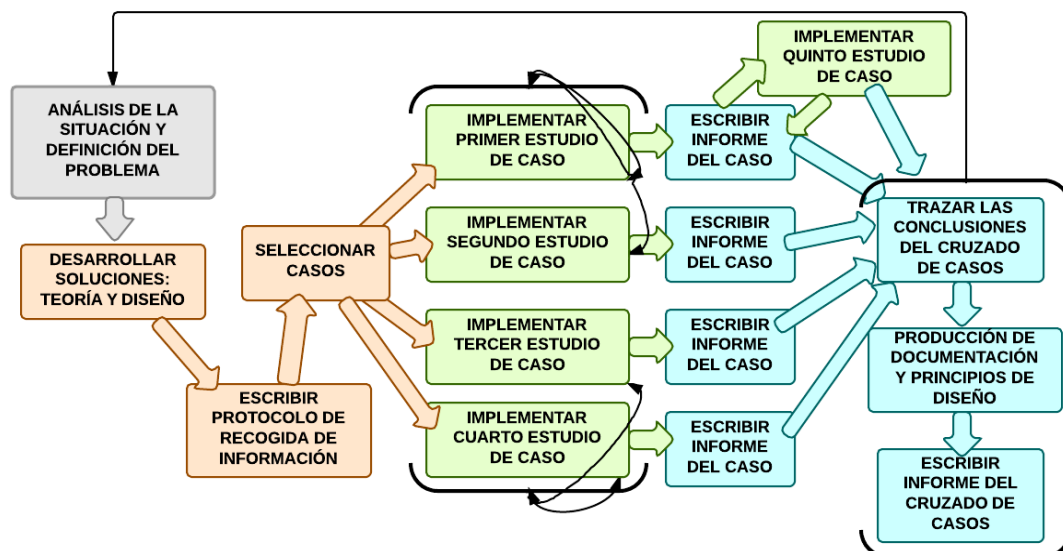 ANÁLISIS DE LA
SITUACIÓN Y
DEFINICIÓN DEL
PROBLEMA
DESARROLLAR
SOLUCIONES:
TEORÍA Y DISEÑO
ESCRIBIR
PROTOCOLO DE
RECOGIDA DE
INFORMACIÓN
SELECCIONAR
CASOS
IMPLEMENTAR
PRIMER ESTUDIO
DE CASO
IMPLEMENTAR
SEGUNDO ESTUDIO
DE CASO
IMPLEMENTAR
TERCER ESTUDIO
DE CASO
IMPLEMENTAR
CUARTO ESTUDIO
DE CASO
ESCRIBIR
INFORME
DEL CASO
ESCRIBIR
INFORME
DEL CASO
ESCRIBIR
INFORME
DEL CASO
ESCRIBIR
INFORME
DEL CASO
IMPLEMENTAR
QUINTO ESTUDIO
DE CASO
TRAZAR LAS
CONCLUSIONES
DEL CRUZADO
DE CASOS
PRODUCCIÓN DE
DOCUMENTACIÓN
Y PRINCIPIOS DE
DISEÑO
ESCRIBIR
INFORME DEL
CRUZADO DE
CASOS